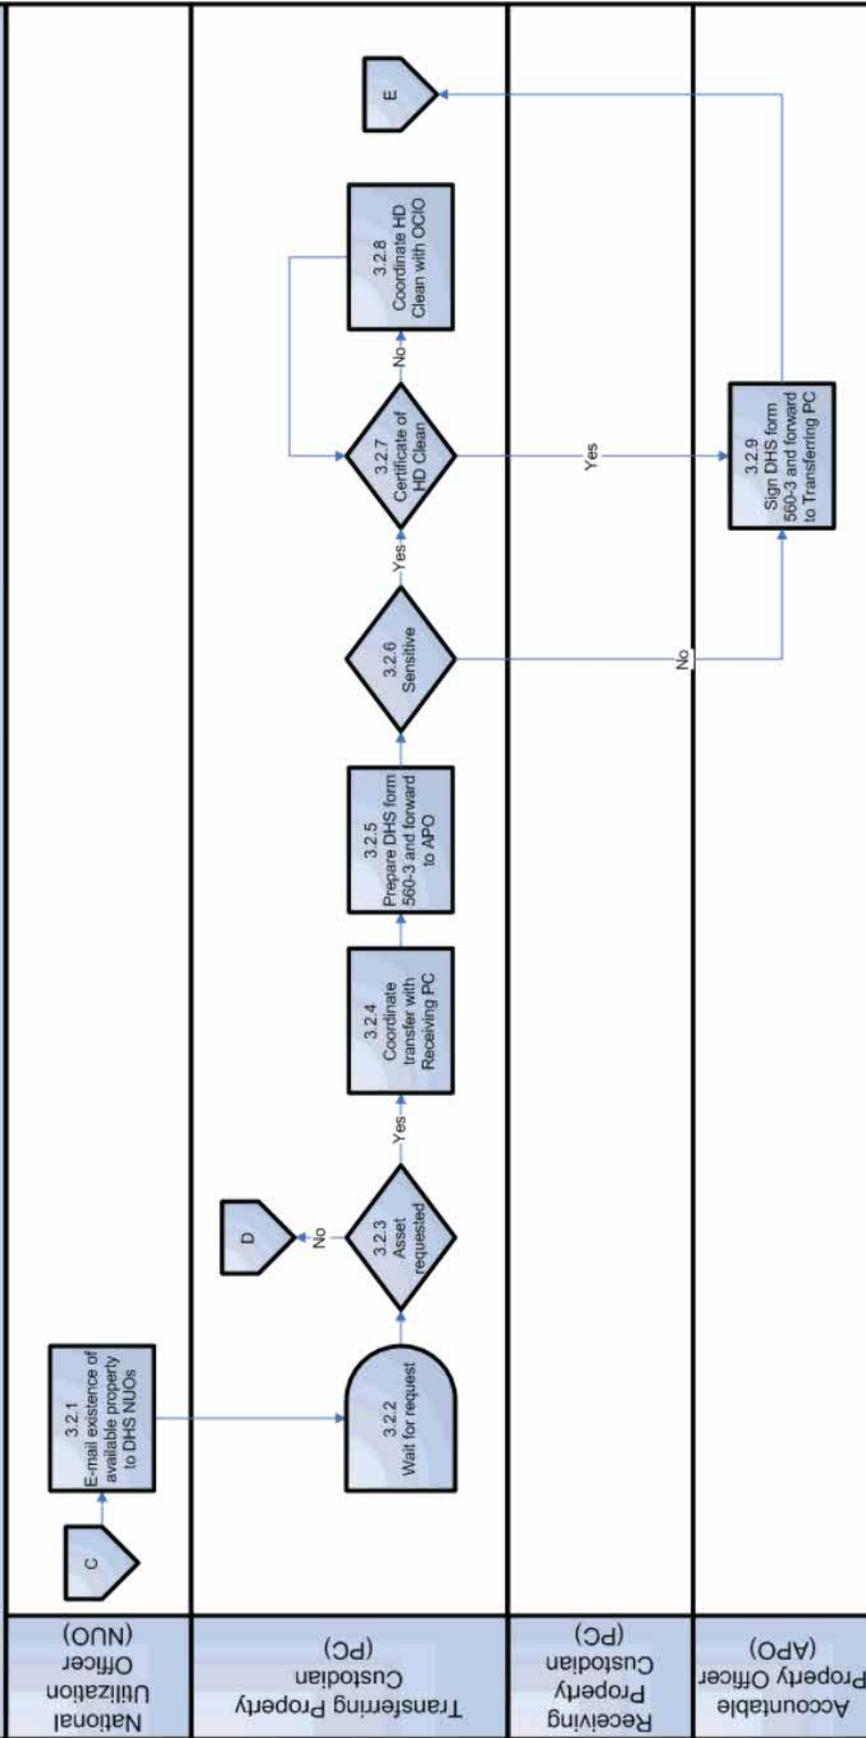 National
Utilization
Officer
(NUO)
C
3.2.1
E-mail existence of
available property
to DHS NUOs
Transferring Property
Custodian
(PC)
3.2.2
Wait for request
3.2.3
Asset
requested
No
D
Yes
3.2.4
Coordinate
transfer with
Receiving PC
3.2.5
Prepare DHS form
560-3 and forward
to APO
3.2.6
Sensitive
Yes
3.2.7
Certificate of
HD Clean
No
3.2.8
Coordinate HD
Clean with OCIO
E
Receiving
Property
Custodian
(PC)
Yes
No
Accountable
Property Officer
(APO)
3.2.9
Sign DHS form
560-3 and forward
to Transferring PC